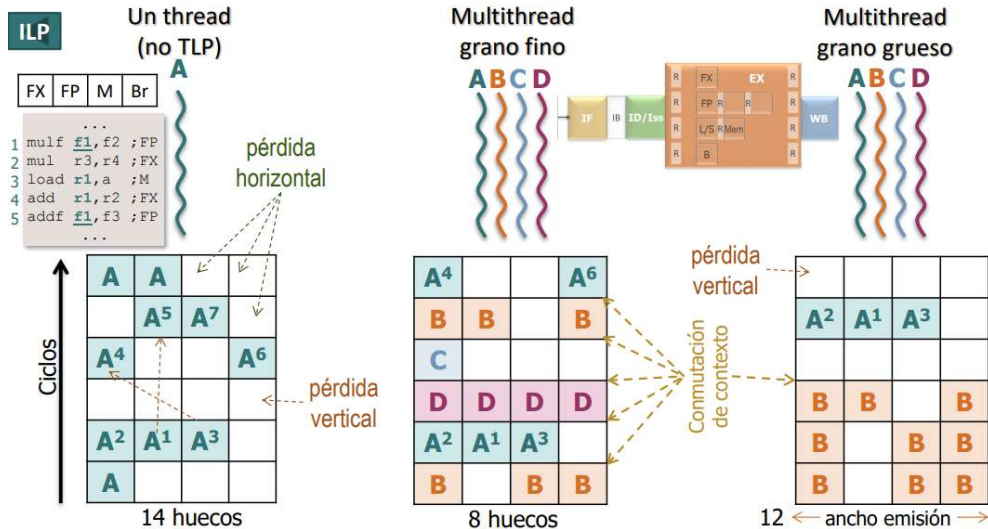 ILP
Un thread
(no TLP)
A
FX FP M Br
...
1 mulf f1,f2 ;FP
2 mul r3,r4 ;FX
3 load r1,a ;M
4 add r1,r2 ;FX
5 addf f1,f3 ;FP
...
pérdida
horizontal
Ciclos
A A
A⁵ A⁷
A⁴ A⁶
pérdida
vertical
A² A¹ A³
A
14 huecos
Multithread
grano fino
A B C D
IF IB ID/Iss
R FX EX R
FP R R
R R
L/S R Mem
R B R
WB
A⁴ A⁶
B B B
C
D D D D
A² A¹ A³
B B B
8 huecos
Conmutación
de contexto
Multithread
grano grueso
A B C D
pérdida
vertical
A² A¹ A³
B B B
B B B
B B B
12 ancho emisión